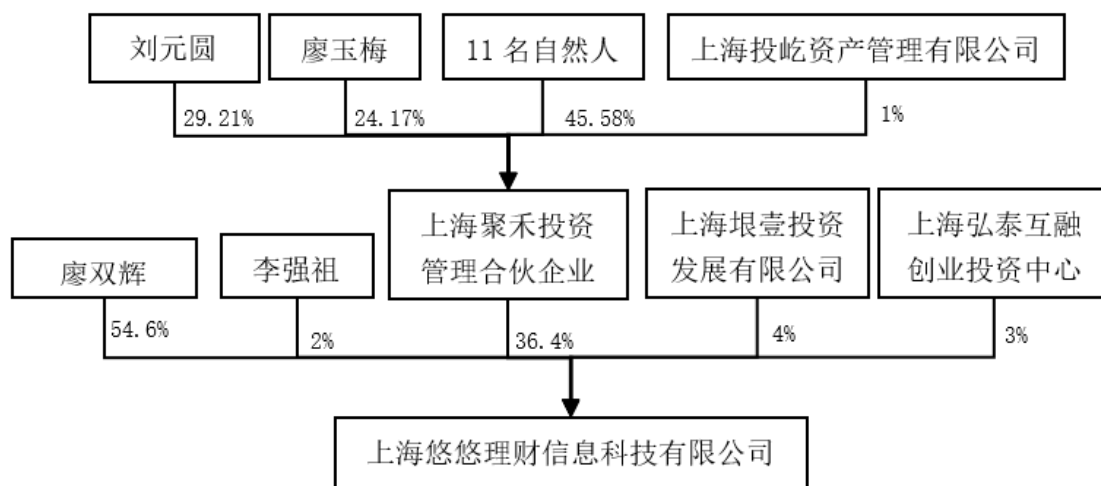 刘元圆
廖玉梅
11 名自然人
上海投屹资产管理有限公司
29.21%
24.17%
45.58%
1%
廖双辉
李强祖
上海聚禾投资
管理合伙企业
上海垠壹投资
发展有限公司
上海弘泰互融
创业投资中心
54.6%
2%
36.4%
4%
3%
上海悠悠理财信息科技有限公司